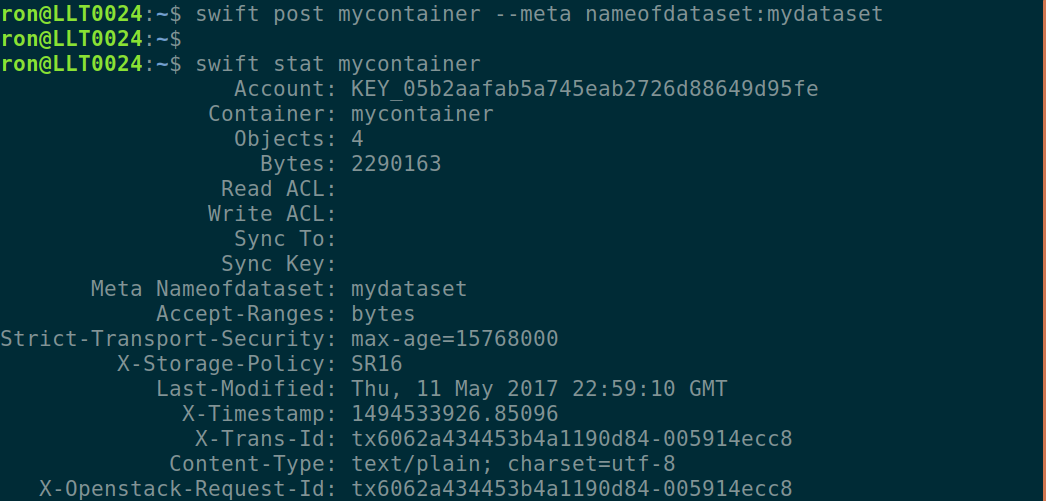 ron@LLT0024:~$ swift post mycontainer --meta nameofdataset:mydataset
ron@LLT0024:~$
ron@LLT0024:~$ swift stat mycontainer
Account: KEY_05b2aafab5a745eab2726d88649d95fe
Container: mycontainer
Objects: 4
Bytes: 2290163
Read ACL:
Write ACL:
Sync To:
Sync Key:
Meta Nameofdataset: mydataset
Accept-Ranges: bytes
Strict-Transport-Security: max-age=15768000
X-Storage-Policy: SR16
Last-Modified: Thu, 11 May 2017 22:59:10 GMT
X-Timestamp: 1494533926.85096
X-Trans-Id: tx6062a434453b4a1190d84-005914ecc8
Content-Type: text/plain; charset=utf-8
X-Openstack-Request-Id: tx6062a434453b4a1190d84-005914ecc8